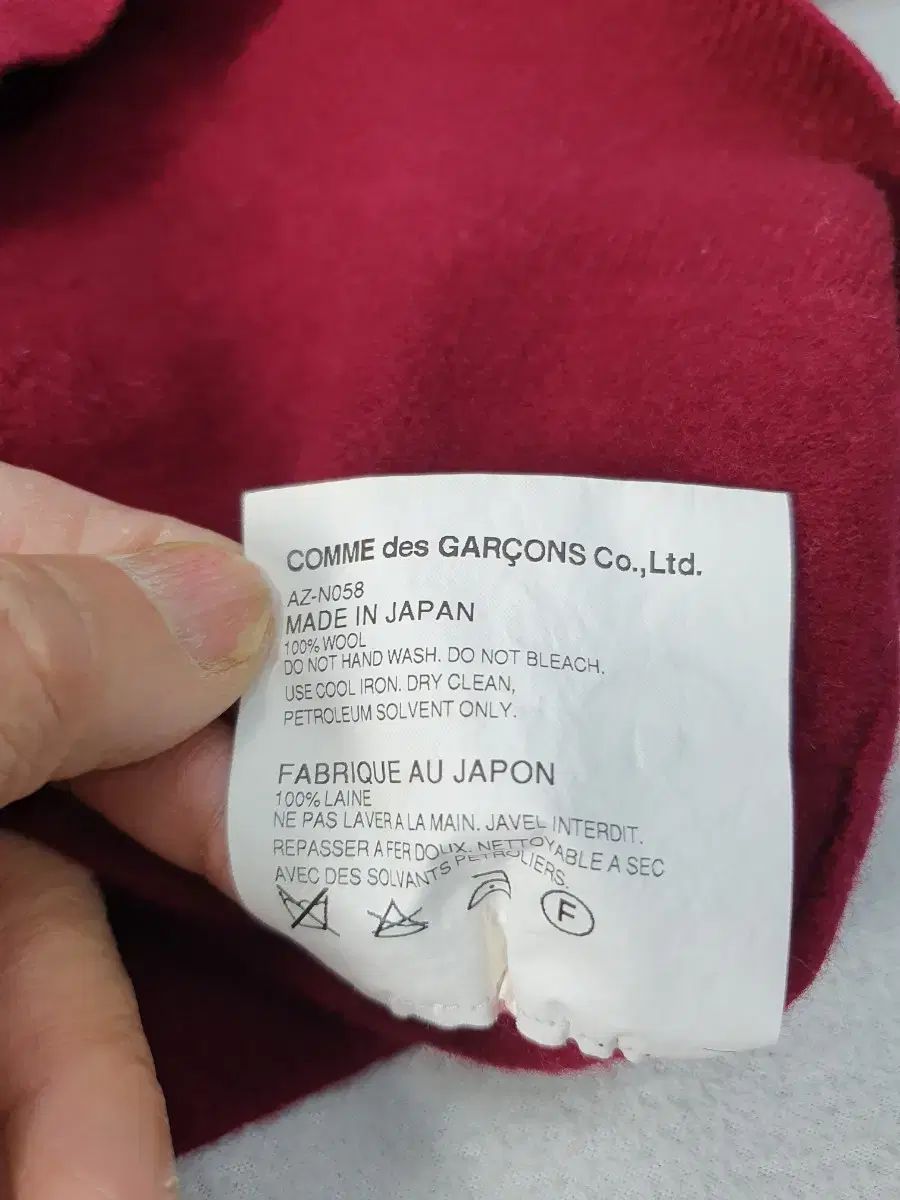 COMME des GARÇONS Co.,Ltd.
AZ-N058
MADE IN JAPAN
100% WOOL
DO NOT HAND WASH. DO NOT BLEACH.
USE COOL IRON. DRY CLEAN,
PETROLEUM SOLVENT ONLY.
FABRIQUE AU JAPON
100% LAINE
NE PAS LAVER A LA MAIN. JAVEL INTERDIT.
REPASSER A FER DOUX. NETTOYABLE A SEC
AVEC DES SOLVANTS PETROLIERS.
F